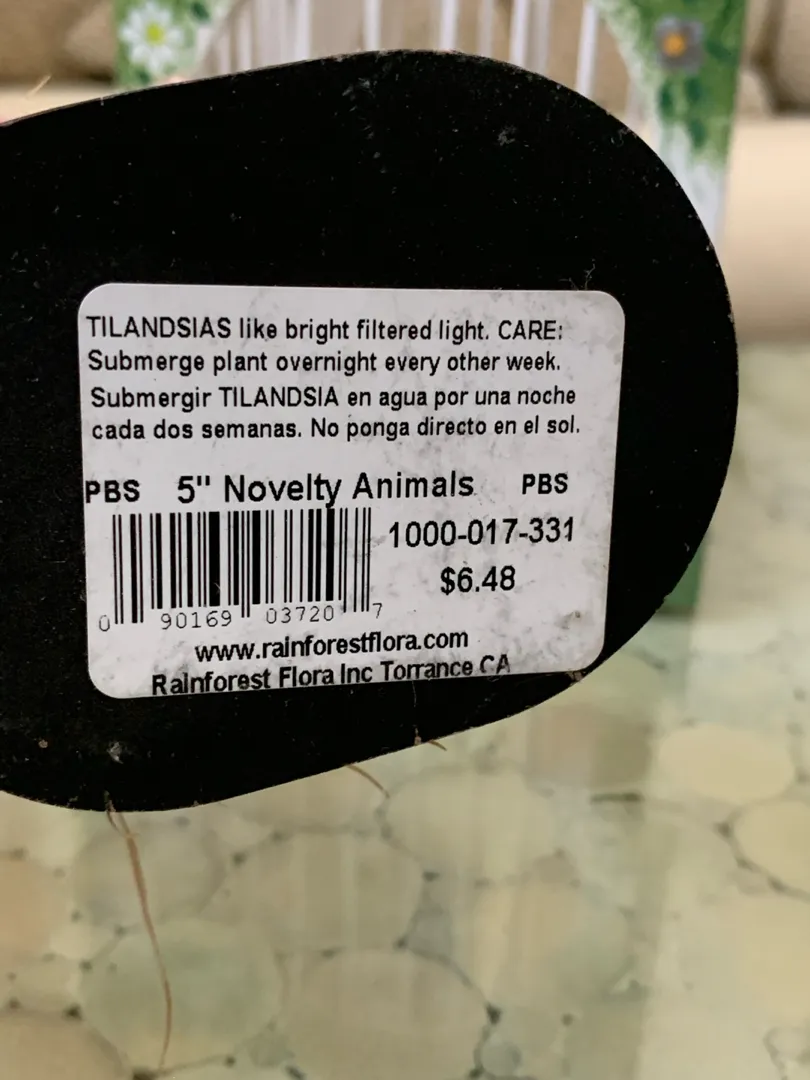 TILANDSIAS like bright filtered light. CARE:
Submerge plant overnight every other week.
Submergir TILANDSIA en agua por una noche
cada dos semanas. No ponga directo en el sol.
PBS 5" Novelty Animals PBS
1000-017-331
$6.48
0 90169 03720 7
www.rainforestflora.com
Rainforest Flora Inc Torrance CA